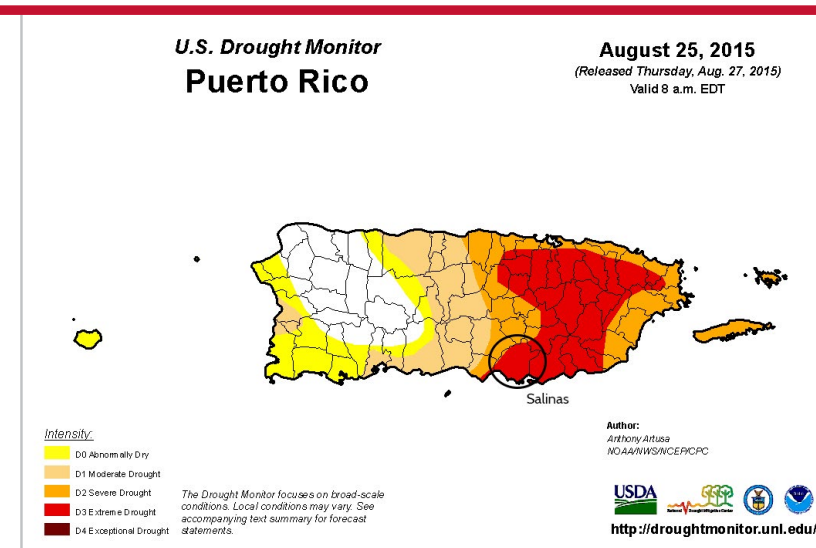 U.S. Drought Monitor
Puerto Rico
August 25, 2015
(Released Thursday, Aug. 27, 2015)
Valid 8 a.m. EDT
Salinas
Intensity:
D0 Abnormally Dry
D1 Moderate Drought
D2 Severe Drought
D3 Extreme Drought
D4 Exceptional Drought
The Drought Monitor focuses on broad-scale
conditions. Local conditions may vary. See
accompanying text summary for forecast
statements.
Author:
Anthony Artusa
NOAA/NWS/NCEP/CPC
USDA
http://droughtmonitor.unl.edu/